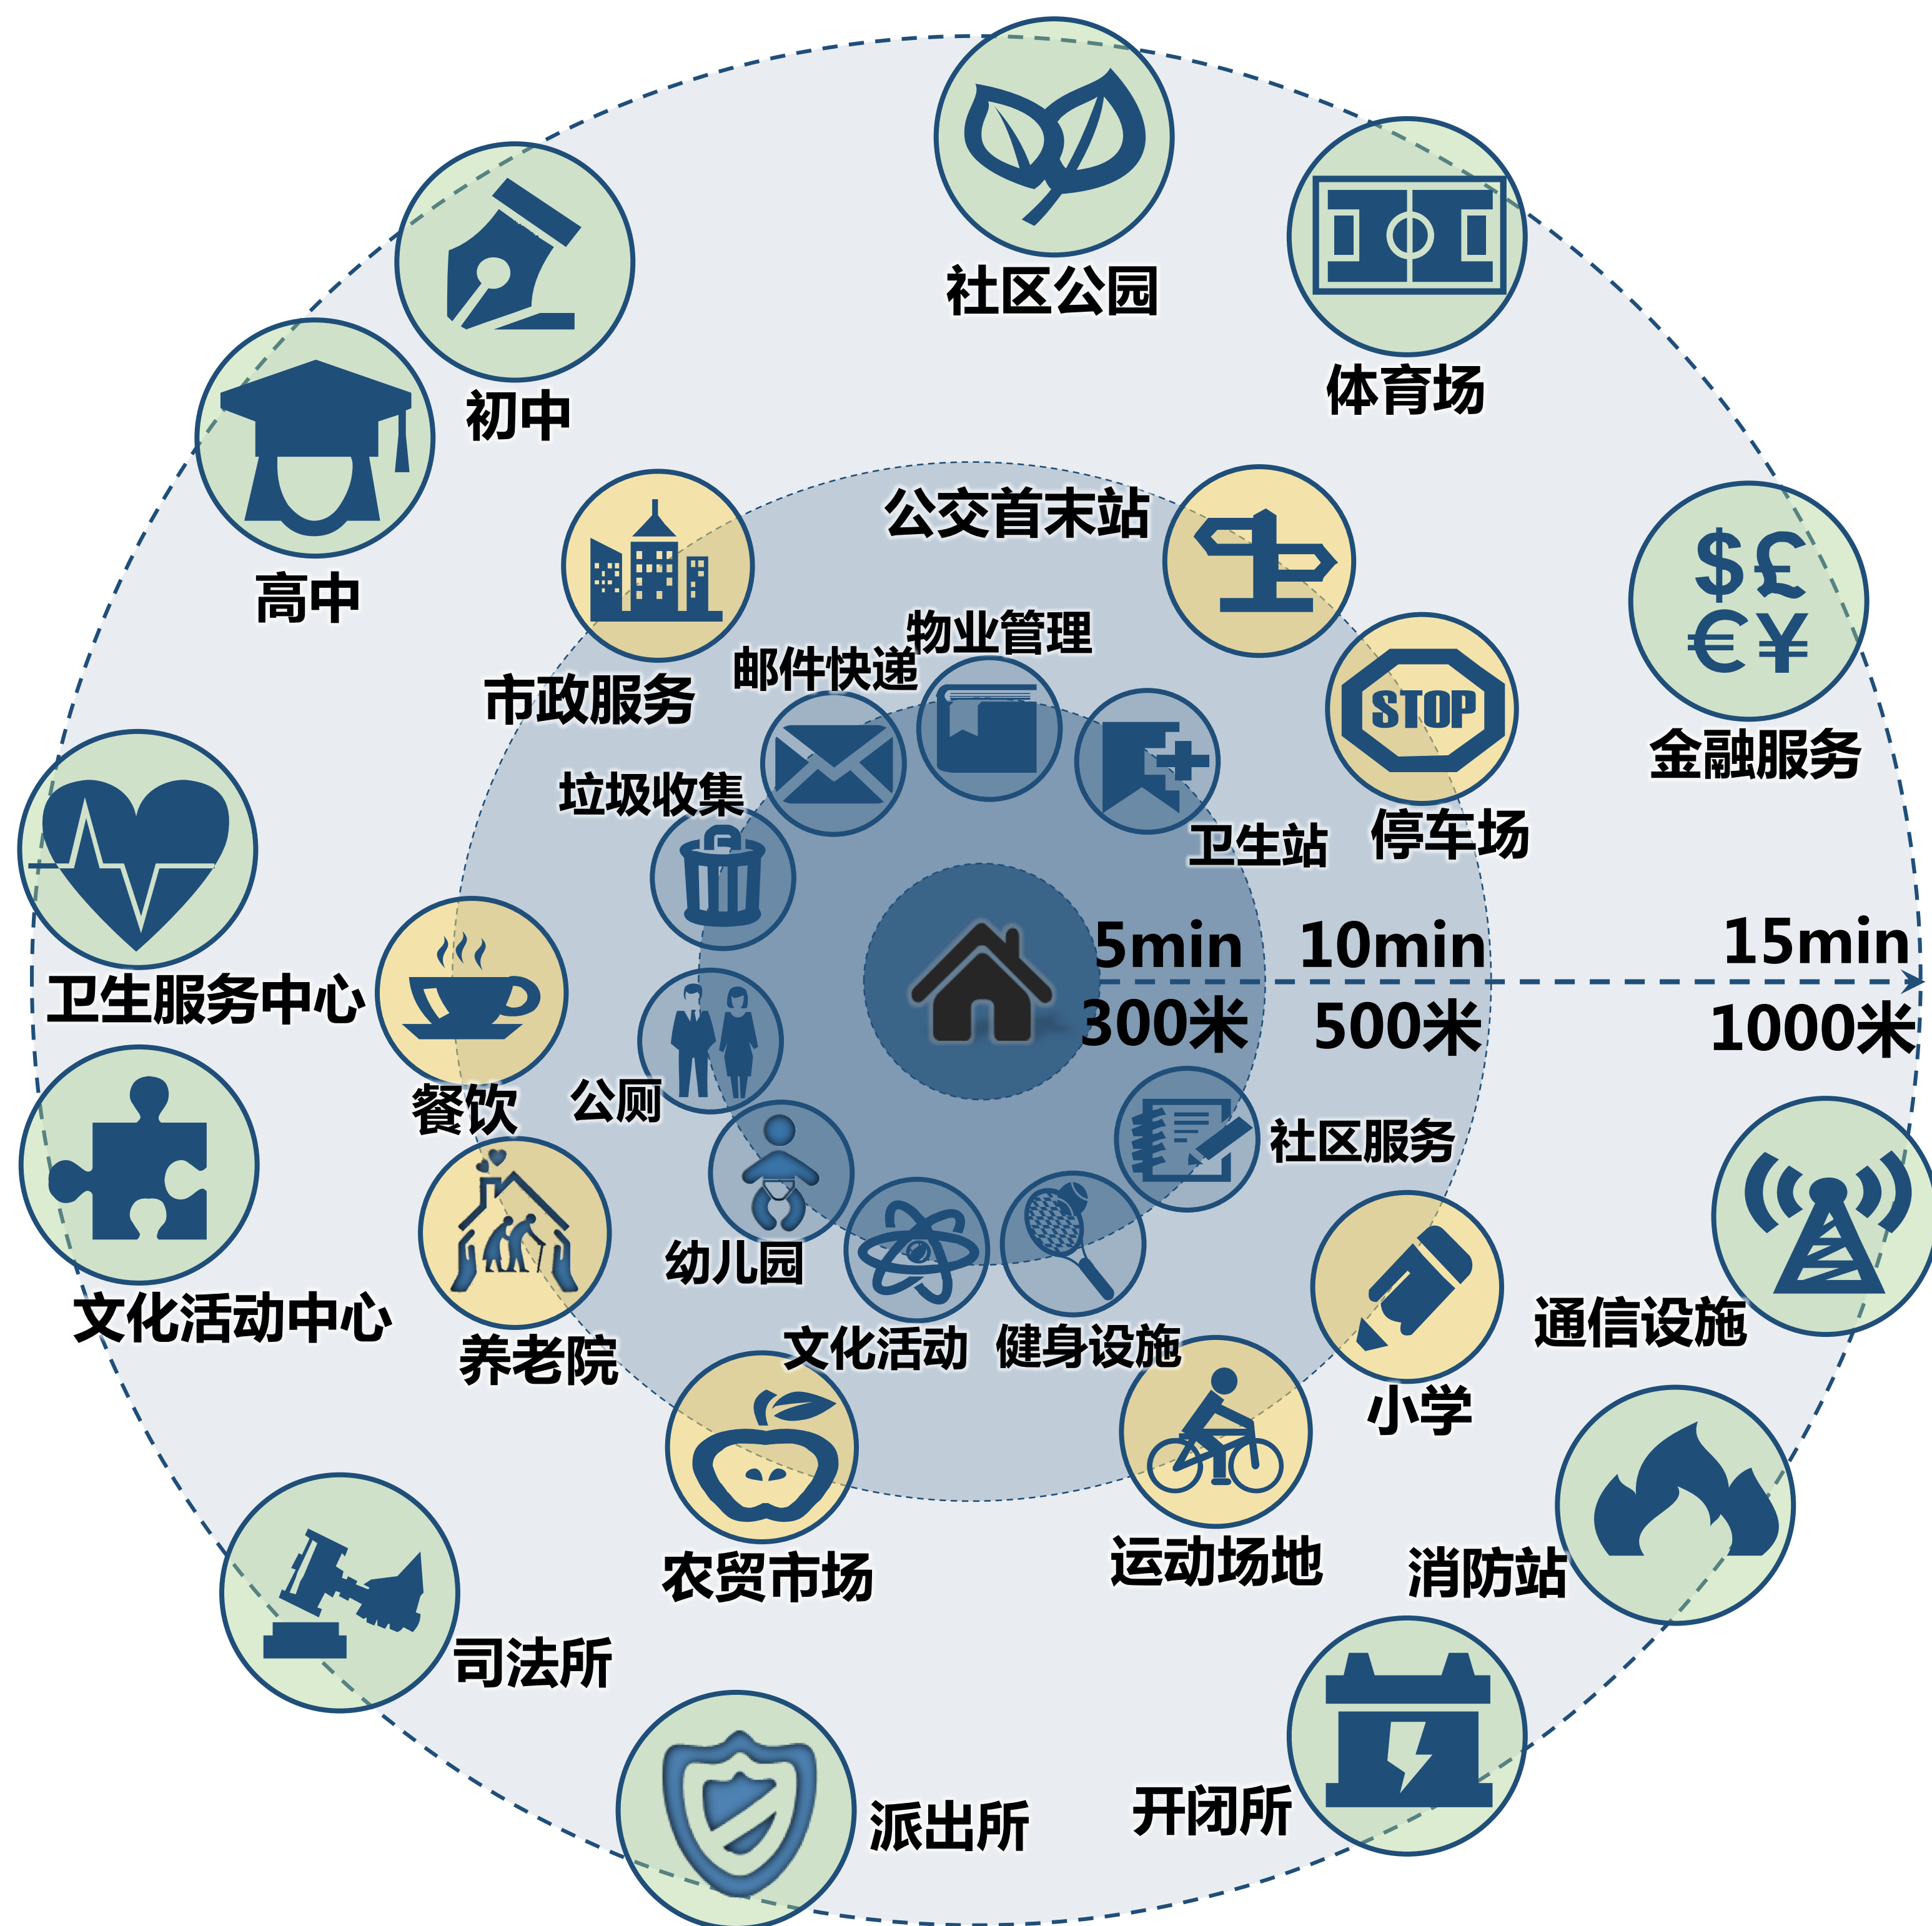 社区公园
体育场
初中
高中
公交首末站
市政服务
物业管理
邮件快递
STOP
$£
€¥
金融服务
垃圾收集
卫生站
停车场
5min
10min
15min
卫生服务中心
300米
500米
1000米
餐饮
公厕
社区服务
幼儿园
文化活动中心
养老院
文化活动
健身设施
通信设施
小学
农贸市场
运动场地
消防站
司法所
派出所
开闭所